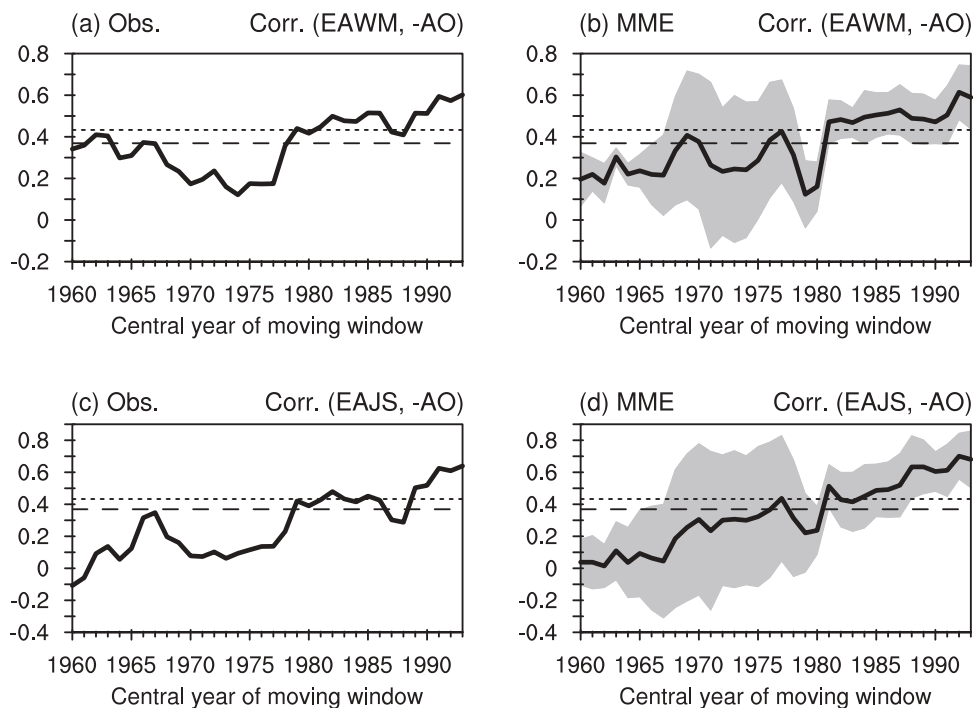 (a) Obs. Corr. (EAWM, -AO)
0.8
0.6
0.4
0.2
0
-0.2
1960 1965 1970 1975 1980 1985 1990
Central year of moving window
(b) MME Corr. (EAWM, -AO)
0.8
0.6
0.4
0.2
0
-0.2
1960 1965 1970 1975 1980 1985 1990
Central year of moving window
(c) Obs. Corr. (EAJS, -AO)
0.8
0.6
0.4
0.2
0
-0.2
-0.4
1960 1965 1970 1975 1980 1985 1990
Central year of moving window
(d) MME Corr. (EAJS, -AO)
0.8
0.6
0.4
0.2
0
-0.2
-0.4
1960 1965 1970 1975 1980 1985 1990
Central year of moving window